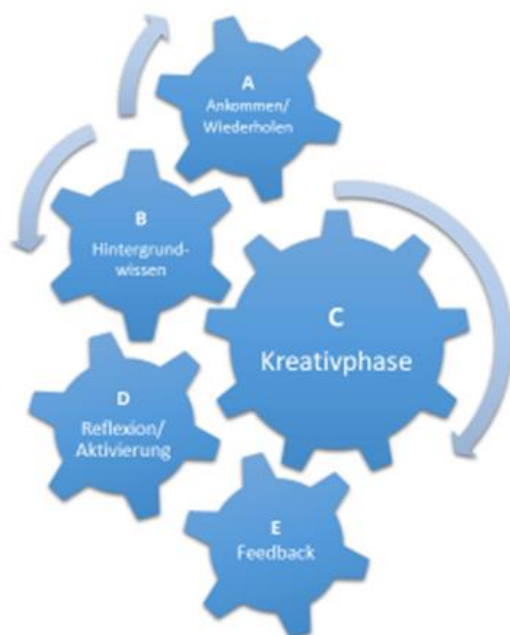 A
Ankommen/
Wiederholen
B
Hintergrund-
wissen
C
Kreativphase
D
Reflexion/
Aktivierung
E
Feedback